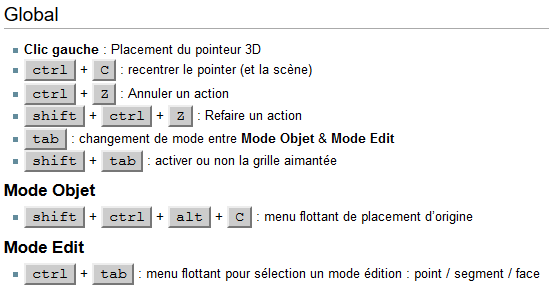 Global
Clic gauche : Placement du pointeur 3D
ctrl + C : recentrer le pointer (et la scène)
ctrl + Z : Annuler un action
shift + ctrl + Z : Refaire un action
tab : changement de mode entre Mode Objet & Mode Edit
shift + tab : activer ou non la grille aimantée
Mode Objet
shift + ctrl + alt + C : menu flottant de placement d'origine
Mode Edit
ctrl + tab : menu flottant pour sélection un mode édition : point / segment / face